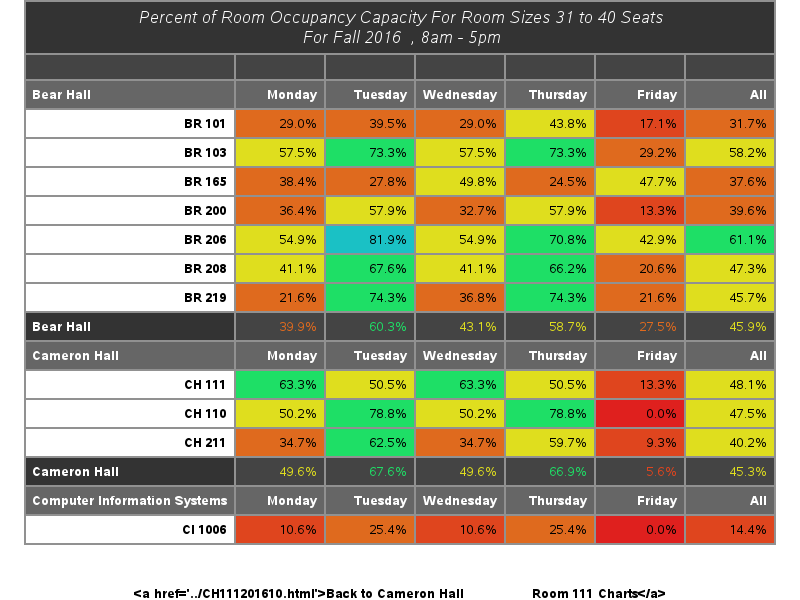 Percent of Room Occupancy Capacity For Room Sizes 31 to 40 Seats
For Fall 2016 , 8am - 5pm
Bear Hall Monday Tuesday Wednesday Thursday Friday All
BR 101 29.0% 39.5% 29.0% 43.8% 17.1% 31.7%
BR 103 57.5% 73.3% 57.5% 73.3% 29.2% 58.2%
BR 165 38.4% 27.8% 49.8% 24.5% 47.7% 37.6%
BR 200 36.4% 57.9% 32.7% 57.9% 13.3% 39.6%
BR 206 54.9% 81.9% 54.9% 70.8% 42.9% 61.1%
BR 208 41.1% 67.6% 41.1% 66.2% 20.6% 47.3%
BR 219 21.6% 74.3% 36.8% 74.3% 21.6% 45.7%
Bear Hall 39.9% 60.3% 43.1% 58.7% 27.5% 45.9%
Cameron Hall Monday Tuesday Wednesday Thursday Friday All
CH 111 63.3% 50.5% 63.3% 50.5% 13.3% 48.1%
CH 110 50.2% 78.8% 50.2% 78.8% 0.0% 47.5%
CH 211 34.7% 62.5% 34.7% 59.7% 9.3% 40.2%
Cameron Hall 49.6% 67.6% 49.6% 66.9% 5.6% 45.3%
Computer Information Systems Monday Tuesday Wednesday Thursday Friday All
CI 1006 10.6% 25.4% 10.6% 25.4% 0.0% 14.4%
<a href='../CH111201610.html'>Back to Cameron Hall Room 111 Charts</a>